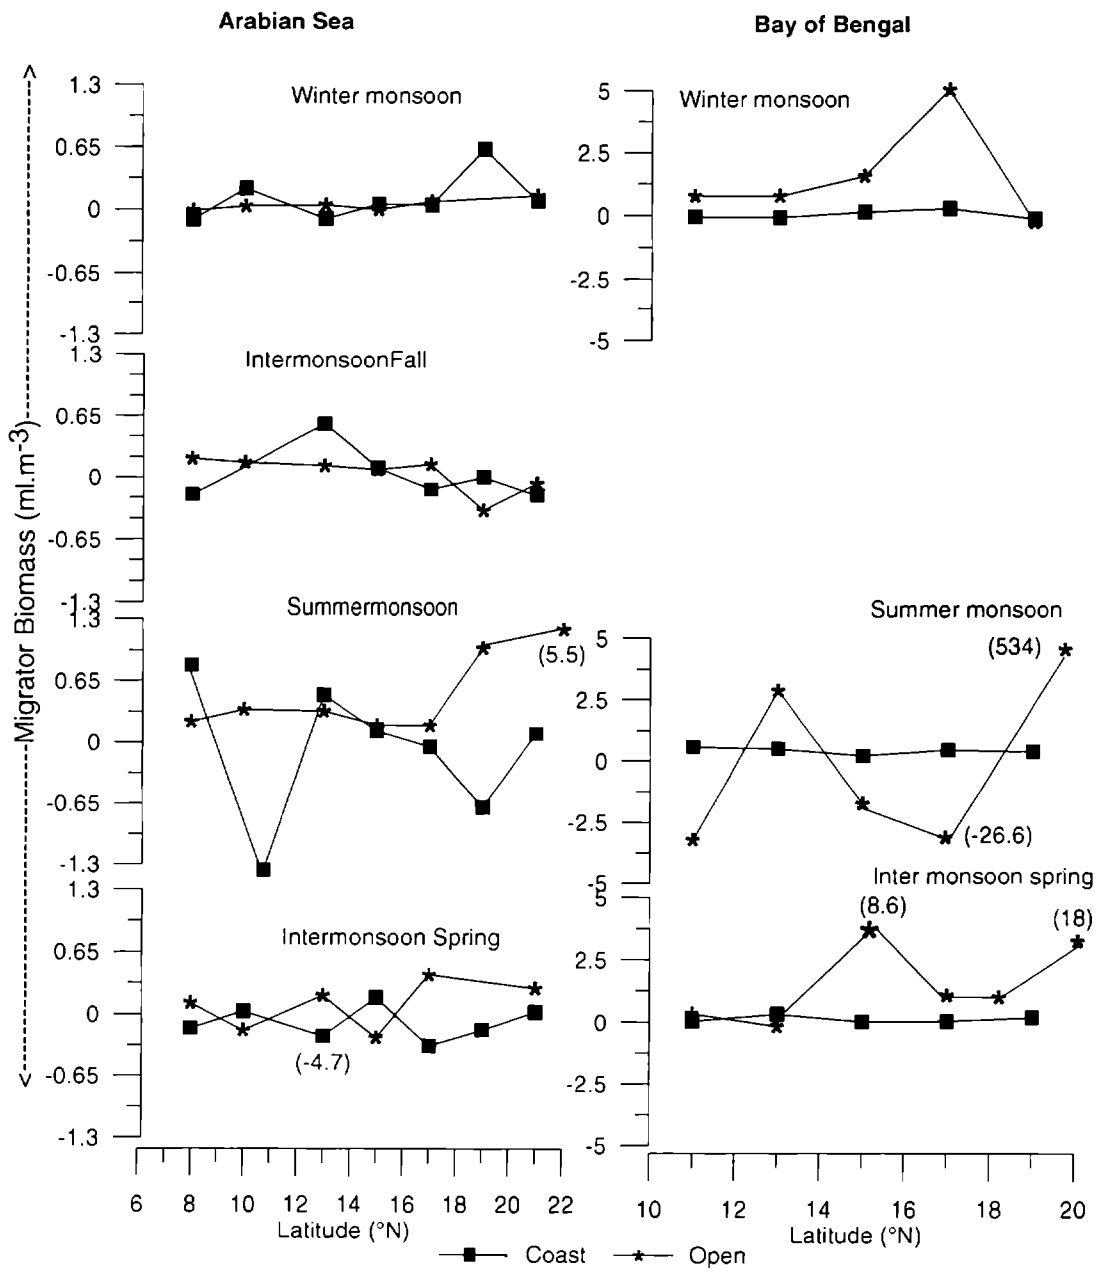 Arabian Sea
Bay of Bengal
Migrator Biomass (ml.m-3)
Winter monsoon
1.3
0.65
0
-0.65
-1.3
IntermonsoonFall
1.3
0.65
0
-0.65
-1.3
Summermonsoon
1.3
0.65
0
-0.65
-1.3
(5.5)
Intermonsoon Spring
1.3
0.65
0
-0.65
-1.3
(-4.7)
6 8 10 12 14 16 18 20 22
Latitude (°N)
Winter monsoon
5
2.5
0
-2.5
-5
Summer monsoon
5
2.5
0
-2.5
-5
(534)
(-26.6)
Inter monsoon spring
5
2.5
0
-2.5
-5
(8.6)
(18)
10 12 14 16 18 20
Latitude (°N)
Coast Open